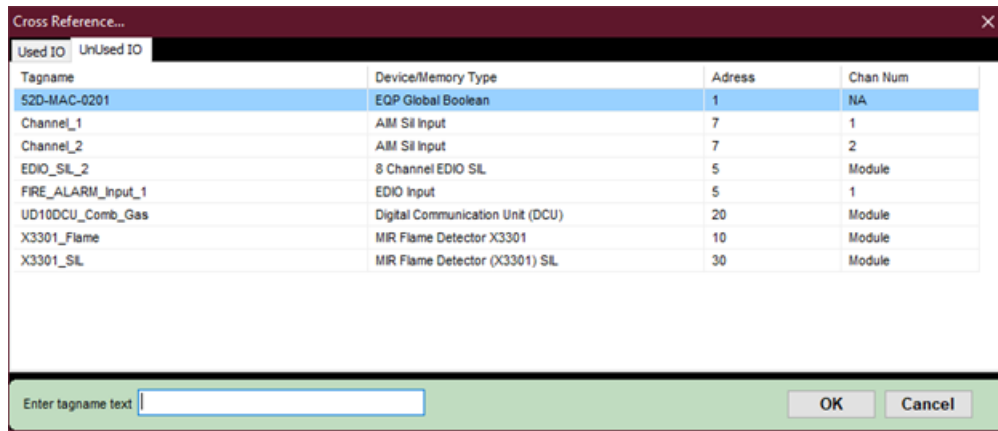 Cross Reference...
Used IO UnUsed IO
Tagname Device/Memory Type Adress Chan Num
52D-MAC-0201 EQP Global Boolean 1 NA
Channel_1 AIM Sil Input 7 1
Channel_2 AIM Sil Input 7 2
EDIO_SIL_2 8 Channel EDIO SIL 5 Module
FIRE_ALARM_Input_1 EDIO Input 5 1
UD10DCU_Comb_Gas Digital Communication Unit (DCU) 20 Module
X3301_Flame MIR Flame Detector X3301 10 Module
X3301_SIL MIR Flame Detector (X3301) SIL 30 Module
Enter tagname text OK Cancel